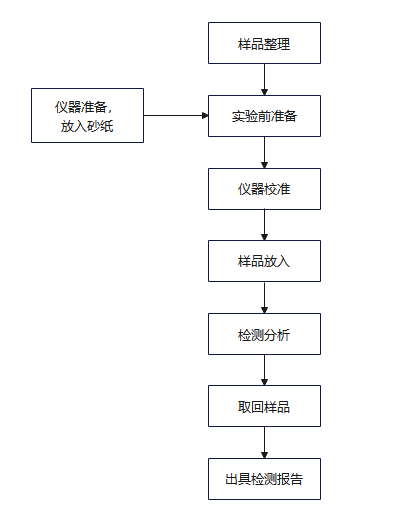 样品整理
仪器准备，
放入砂纸
实验前准备
仪器校准
样品放入
检测分析
取回样品
出具检测报告